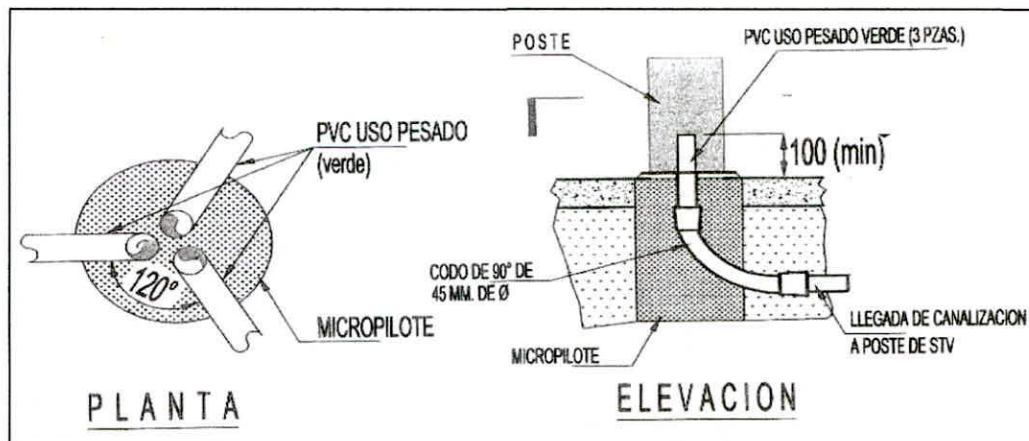 PVC USO PESADO
(verde)
120°
MICROPILOTE
PLANTA
POSTE
PVC USO PESADO VERDE (3 PZAS.)
100 (min)
CODO DE 90° DE
45 MM. DE Ø
MICROPILOTE
LLEGADA DE CANALIZACION
A POSTE DE STV
ELEVACION